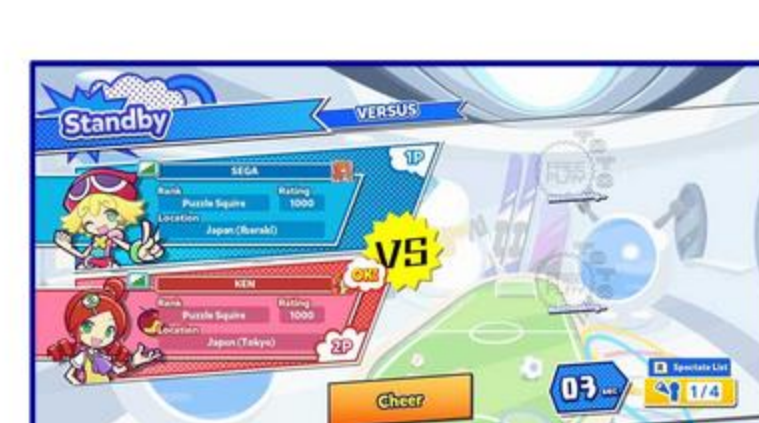 Standby
VERSUS
1P
SEGA
Rank
Rating
Puzzle Squire
1000
Location
Japan (Ibaraki)
VS
KEN
OK!
Rank
Rating
Puzzle Squire
1000
Location
Japan (Tokyo)
2P
Cheer
03 sec
R Spectate List
1/4